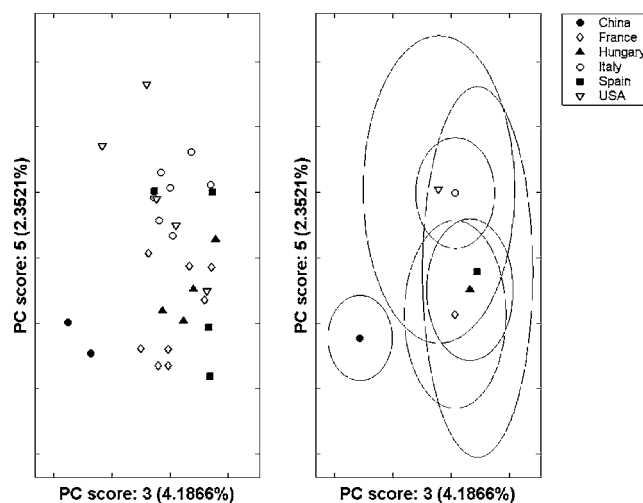 PC score: 5 (2.3521%)
PC score: 3 (4.1866%)
PC score: 5 (2.3521%)
PC score: 3 (4.1866%)
China
France
Hungary
Italy
Spain
USA